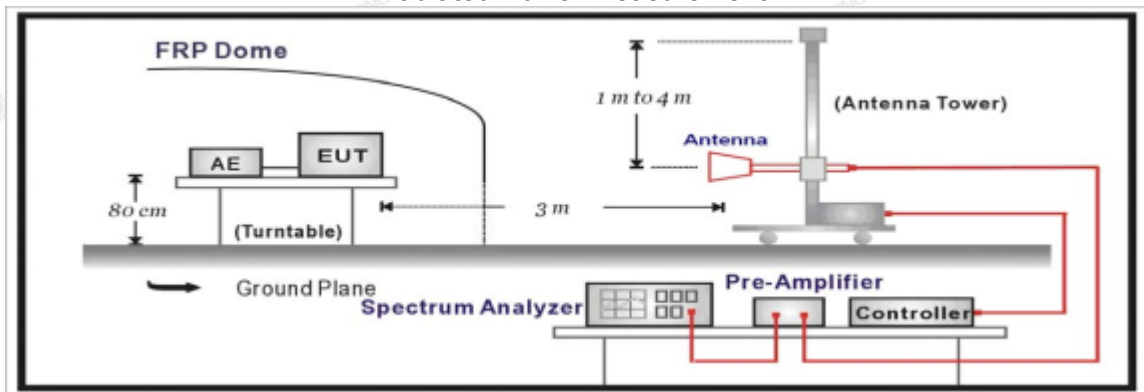 FRP Dome
1 m to 4 m
(Antenna Tower)
Antenna
AE
EUT
80 cm
3 m
(Turntable)
Ground Plane
Pre-Amplifier
Spectrum Analyzer
Controller